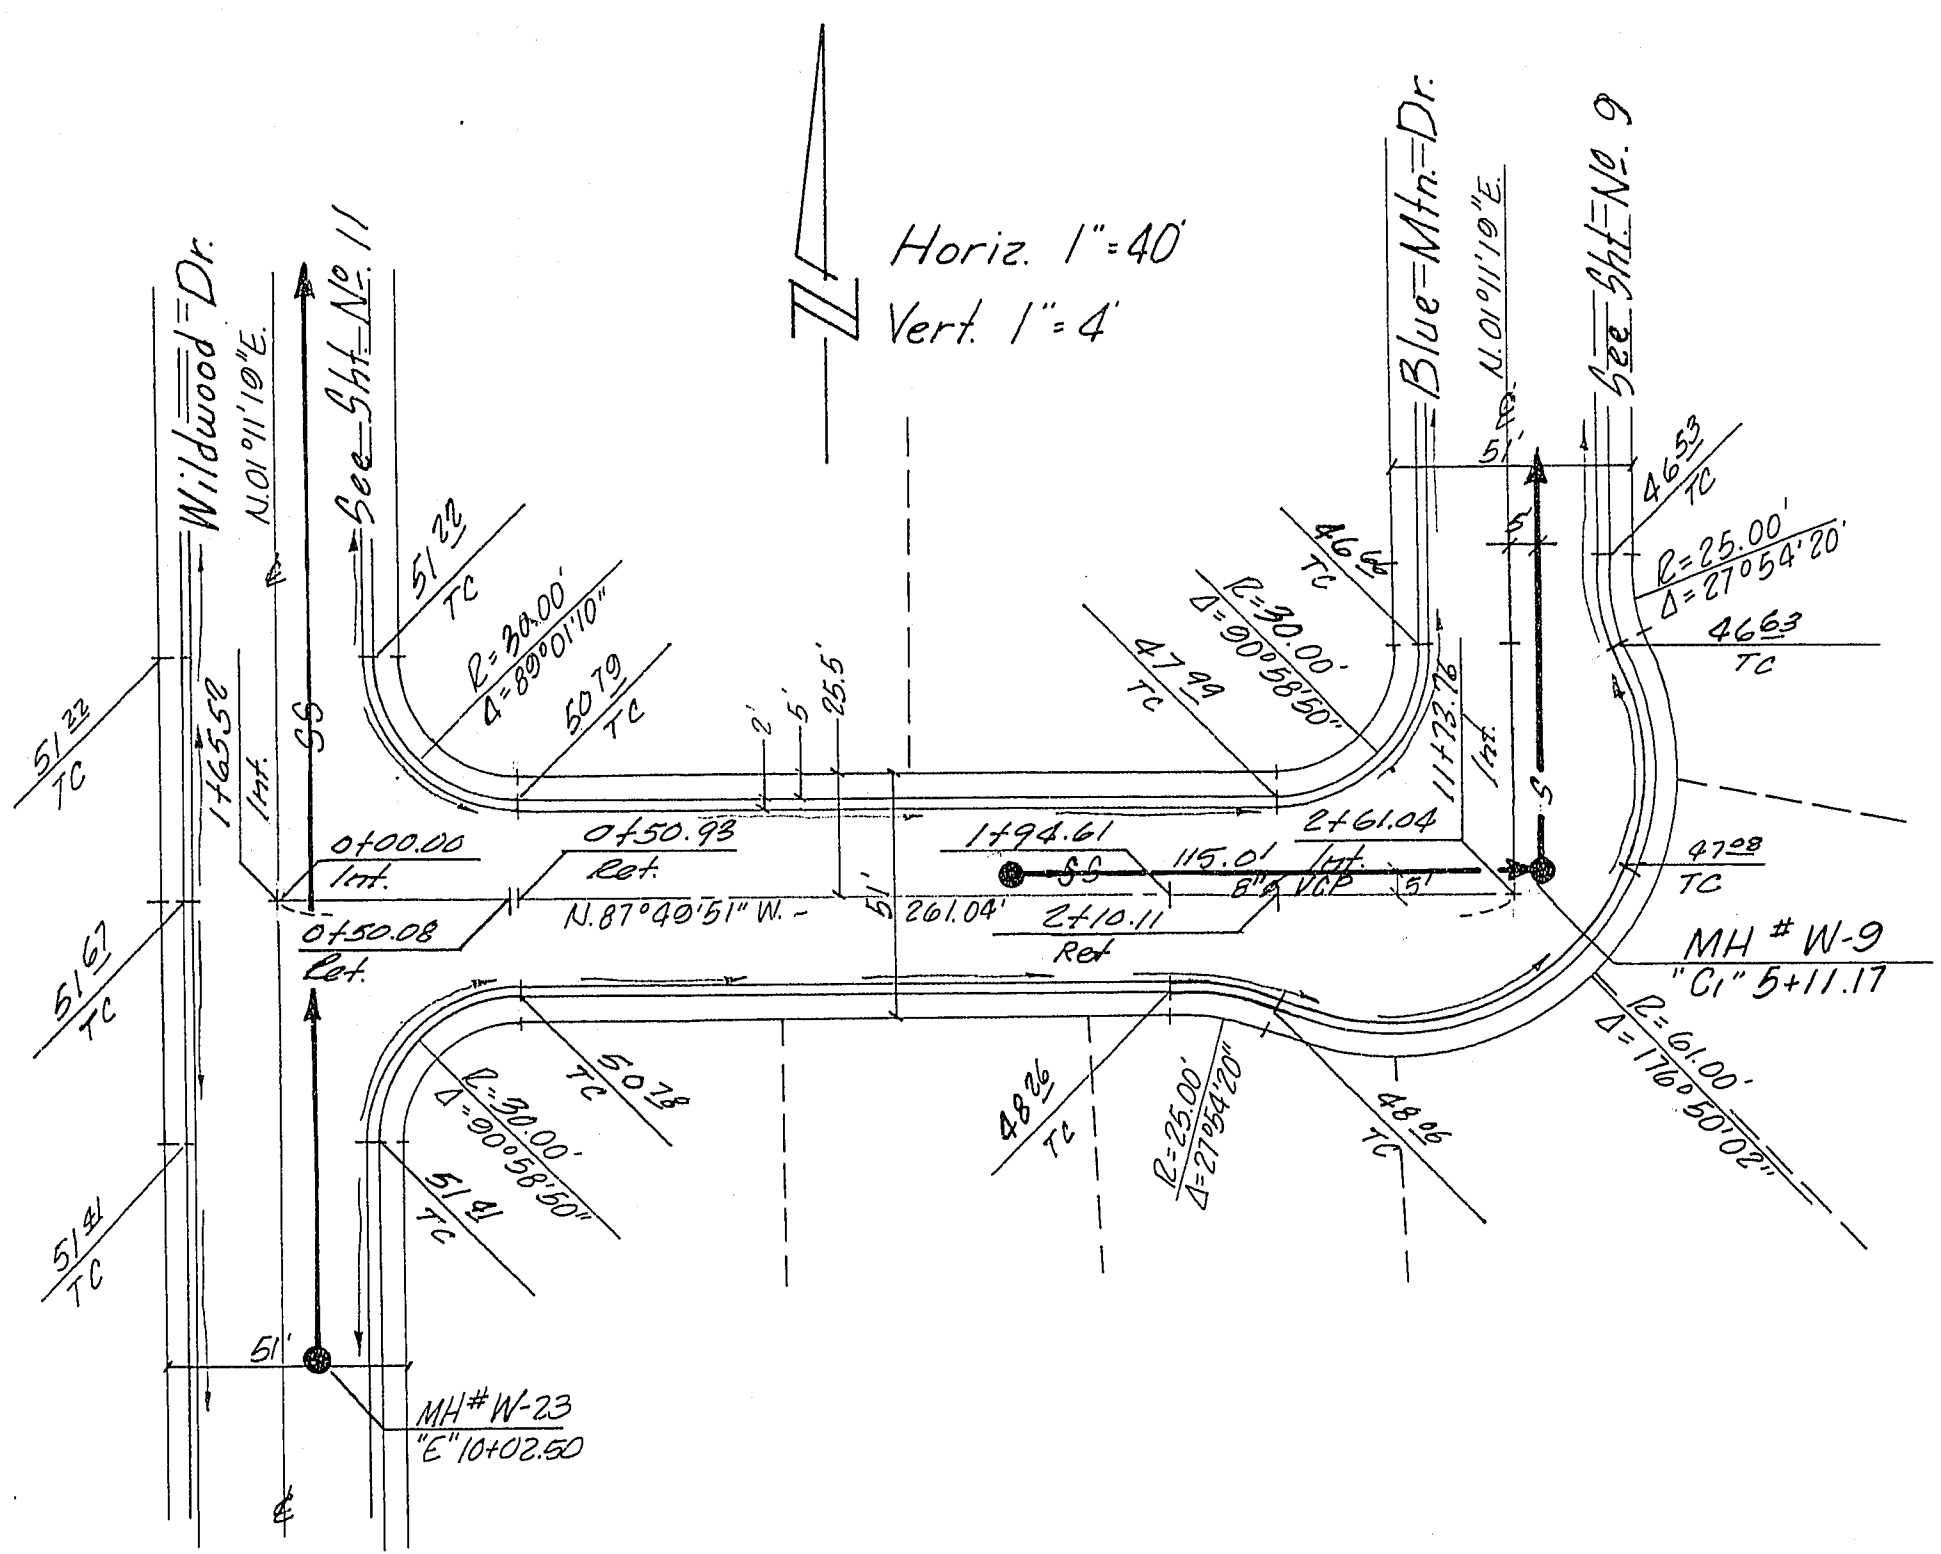 Horiz. 1"=40'
Vert. 1"=4'
Wildwood Dr.
N.01°11'19"E.
See Sht. No. 11
Blue Mtn. Dr.
N.01°11'19"E.
See Sht. No. 9
51'
5'
46 53
TC
R=25.00'
Δ=27°54'20"
46 63
TC
51 22
TC
R=30.00'
Δ=89°01'10"
50 79
TC
46 66
TC
R=30.00'
Δ=90°58'50"
47 99
TC
2'
5'
25.5'
51 22
TC
1+65.52
Int.
SS
11+73.76
Int.
S
0+00.00
Int.
0+50.93
Ret.
1+94.61
2+61.04
Int.
115.01
SS
8" VCP
5'
47 08
TC
N.87°49'51" W. -
261.04'
51'
0+50.08
Ret.
2+10.11
Ret
MH # W-9
"C1" 5+11.17
51 67
TC
50 78
TC
R=30.00'
Δ=90°58'50"
48 26
TC
R=25.00'
Δ=27°54'20"
48 06
TC
R=61.00'
Δ=176°50'02"
51 41
TC
51 41
TC
51'
MH # W-23
"E" 10+02.50